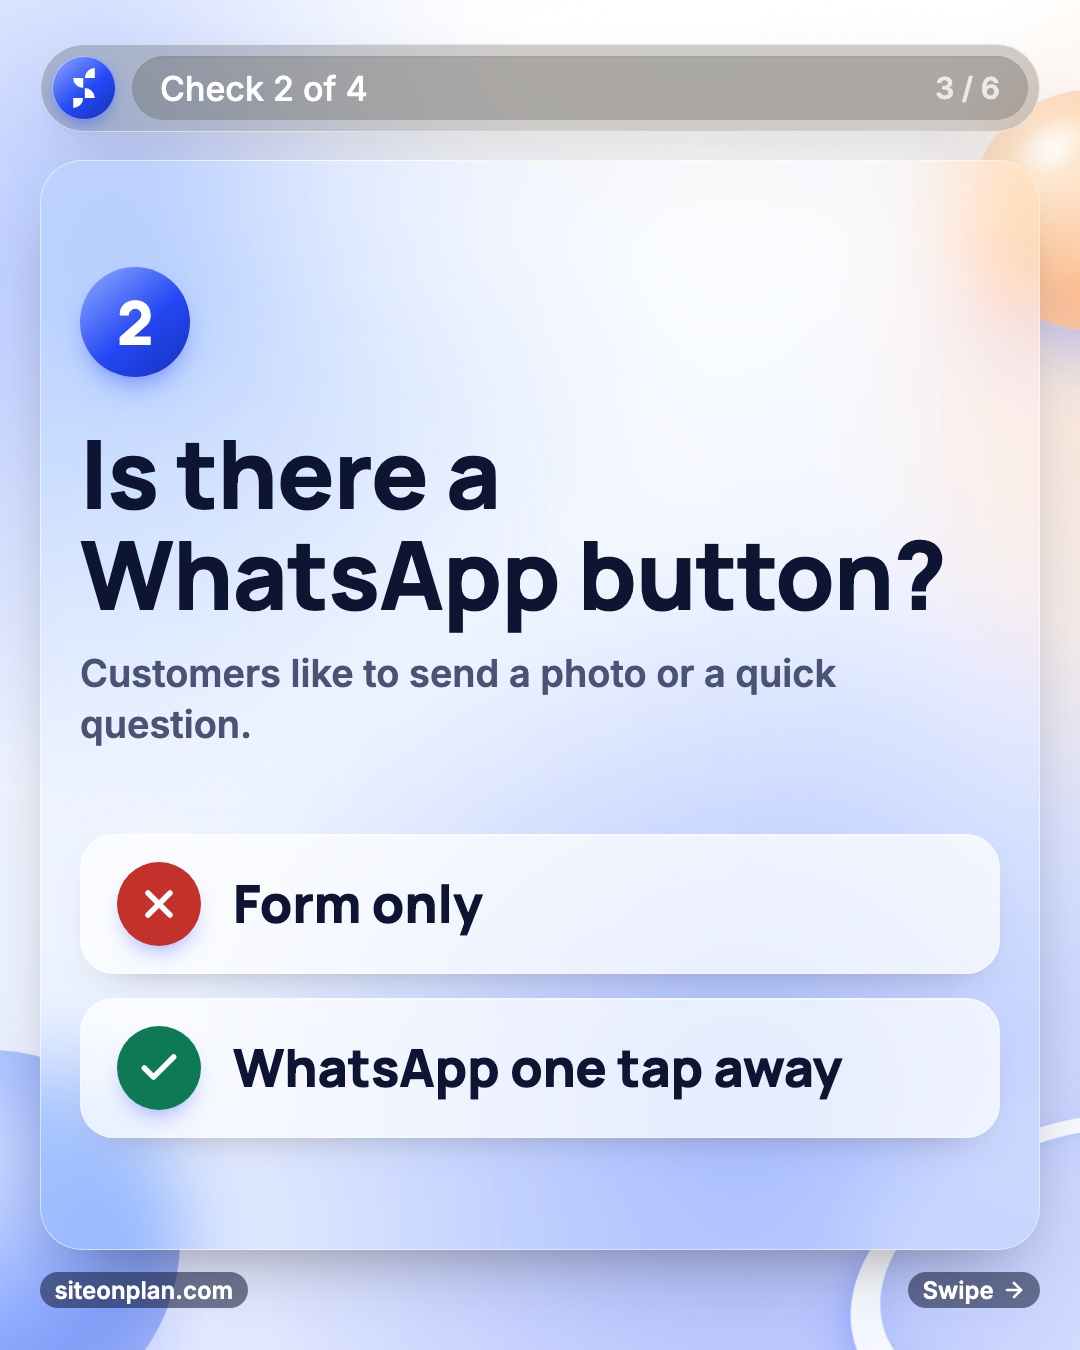 Check 2 of 4
3 / 6
2
Is there a
WhatsApp button?
Customers like to send a photo or a quick
question.
Form only
WhatsApp one tap away
siteonplan.com
Swipe →